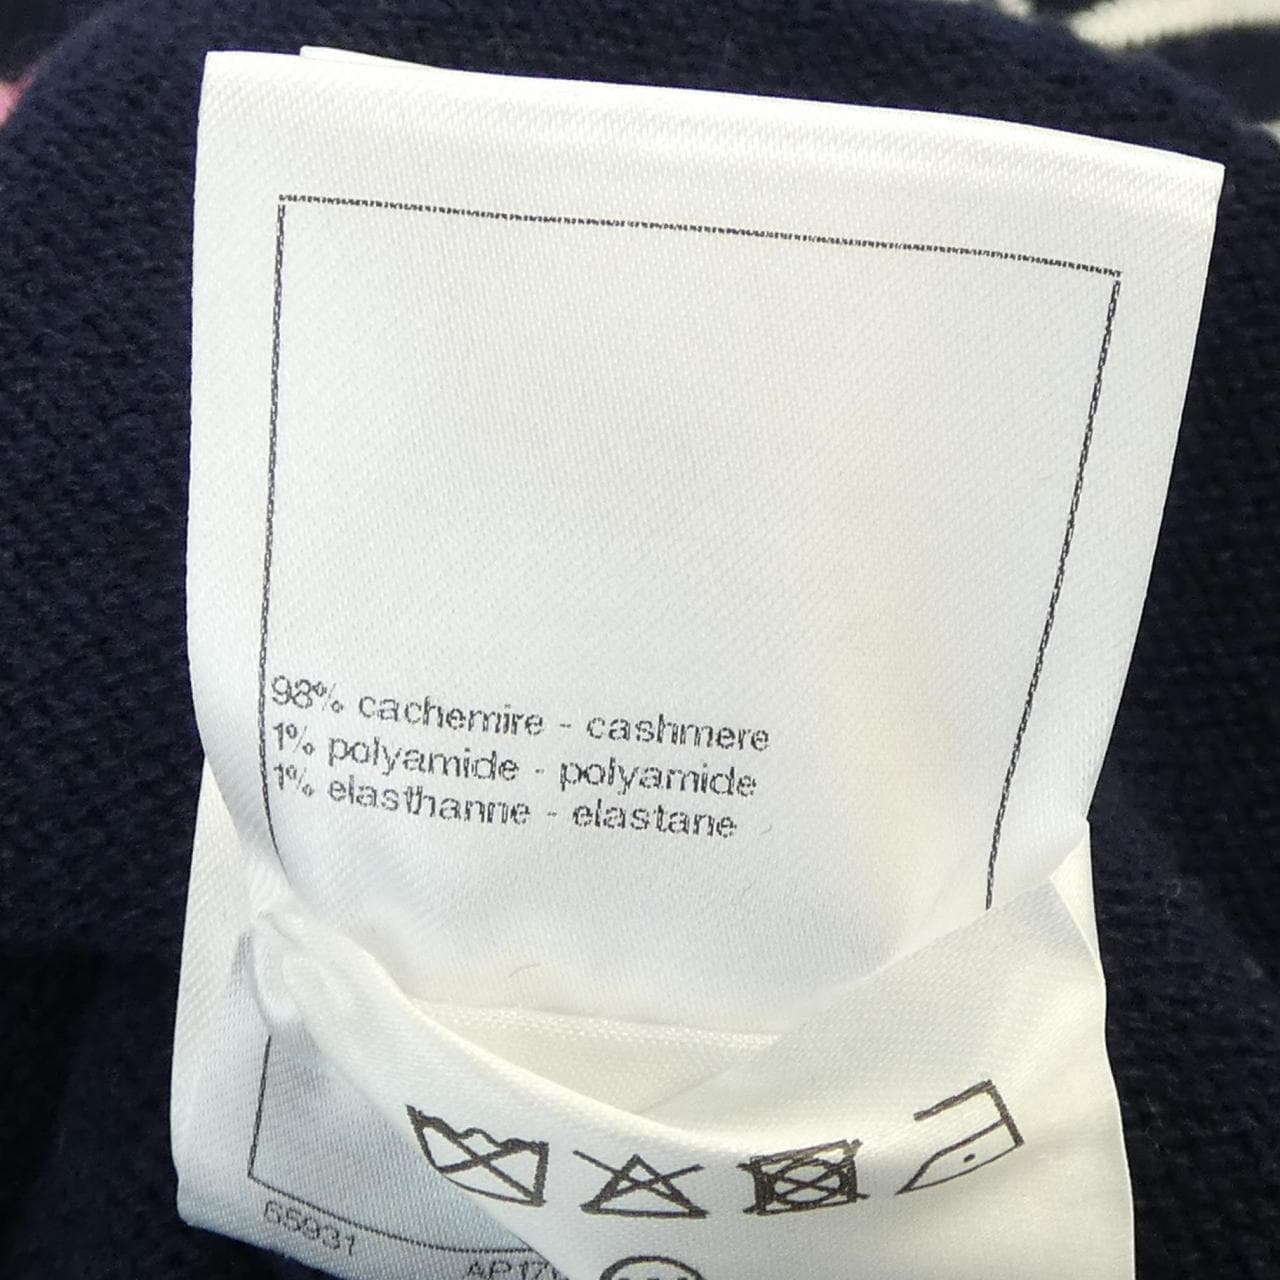 98% cachemire - cashmere
1% polyamide - polyamide
1% elasthanne - elastane
65931